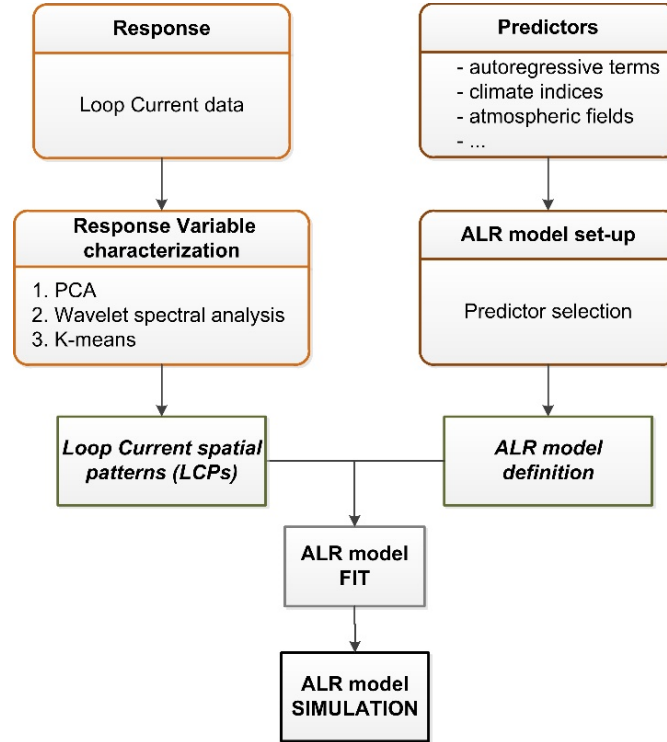 Response
Loop Current data
Predictors
- autoregressive terms
- climate indices
- atmospheric fields
- ...
Response Variable
characterization
1. PCA
2. Wavelet spectral analysis
3. K-means
ALR model set-up
Predictor selection
Loop Current spatial
patterns (LCPs)
ALR model
definition
ALR model
FIT
ALR model
SIMULATION